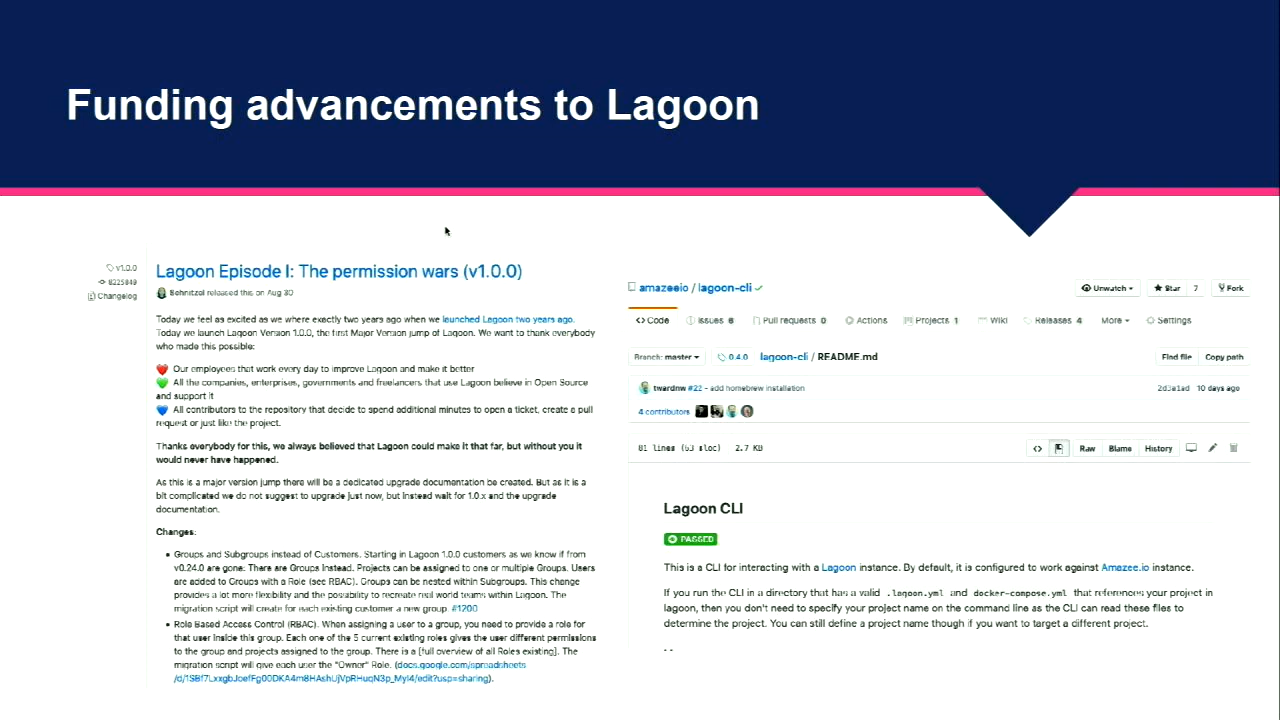 Funding advancements to Lagoon
v1.0.0
Changelog
Lagoon Episode I: The permission wars (v1.0.0)
Schnitzel released this on Aug 30
Today we feel as excited as we where exactly two years ago when we launched Lagoon two years ago.
Today we launch Lagoon Version 1.0.0, the first Major Version jump of Lagoon. We want to thank everybody
who made this possible:
❤️ Our employees that work every day to improve Lagoon and make it better
💚 All the companies, enterprises, governments and freelancers that use Lagoon believe in Open Source
and support it
💙 All contributors to the repository that decide to spend additional minutes to open a ticket, create a pull
request or just like the project.
Thanks everybody for this, we always believed that Lagoon could make it that far, but without you it
would never have happened.
As this is a major version jump there will be a dedicated upgrade documentation be created. But as it is a
bit complicated we do not suggest to upgrade just now, but instead wait for 1.0.x and the upgrade
documentation.
Changes:
• Groups and Subgroups instead of Customers. Starting in Lagoon 1.0.0 customers as we know if from
v0.24.0 are gone: There are Groups Instead. Projects can be assigned to one or multiple Groups. Users
are added to Groups with a Role (see RBAC). Groups can be nested within Subgroups. This change
provides a lot more flexibility and the possibility to recreate real world teams within Lagoon. The
migration script will create for each existing customer a new group. #1200
• Role Based Access Control (RBAC). When assigning a user to a group, you need to provide a role for
that user inside this group. Each one of the 5 current existing roles gives the user different permissions
to the group and projects assigned to the group. There is a [full overview of all Roles existing]. The
migration script will give each user the "Owner" Role. (docs.google.com/spreadsheets
amazeeio / lagoon-cli
Unwatch Star 7 Fork
Code Issues 6 Pull requests 0 Actions Projects 1 Wiki Releases 4 More Settings
Branch: master 0.4.0 lagoon-cli / README.md Find file Copy path
twardnw #22 - add homebrew installation 10 days ago
4 contributors
81 lines (63 sloc) 2.7 KB Raw Blame History
Lagoon CLI
PASSED
This is a CLI for interacting with a Lagoon instance. By default, it is configured to work against Amazee.io instance.
If you run the CLI in a directory that has a valid .lagoon.yml and docker-compose.yml that references your project in
lagoon, then you don't need to specify your project name on the command line as the CLI can read these files to
determine the project. You can still define a project name though if you want to target a different project.